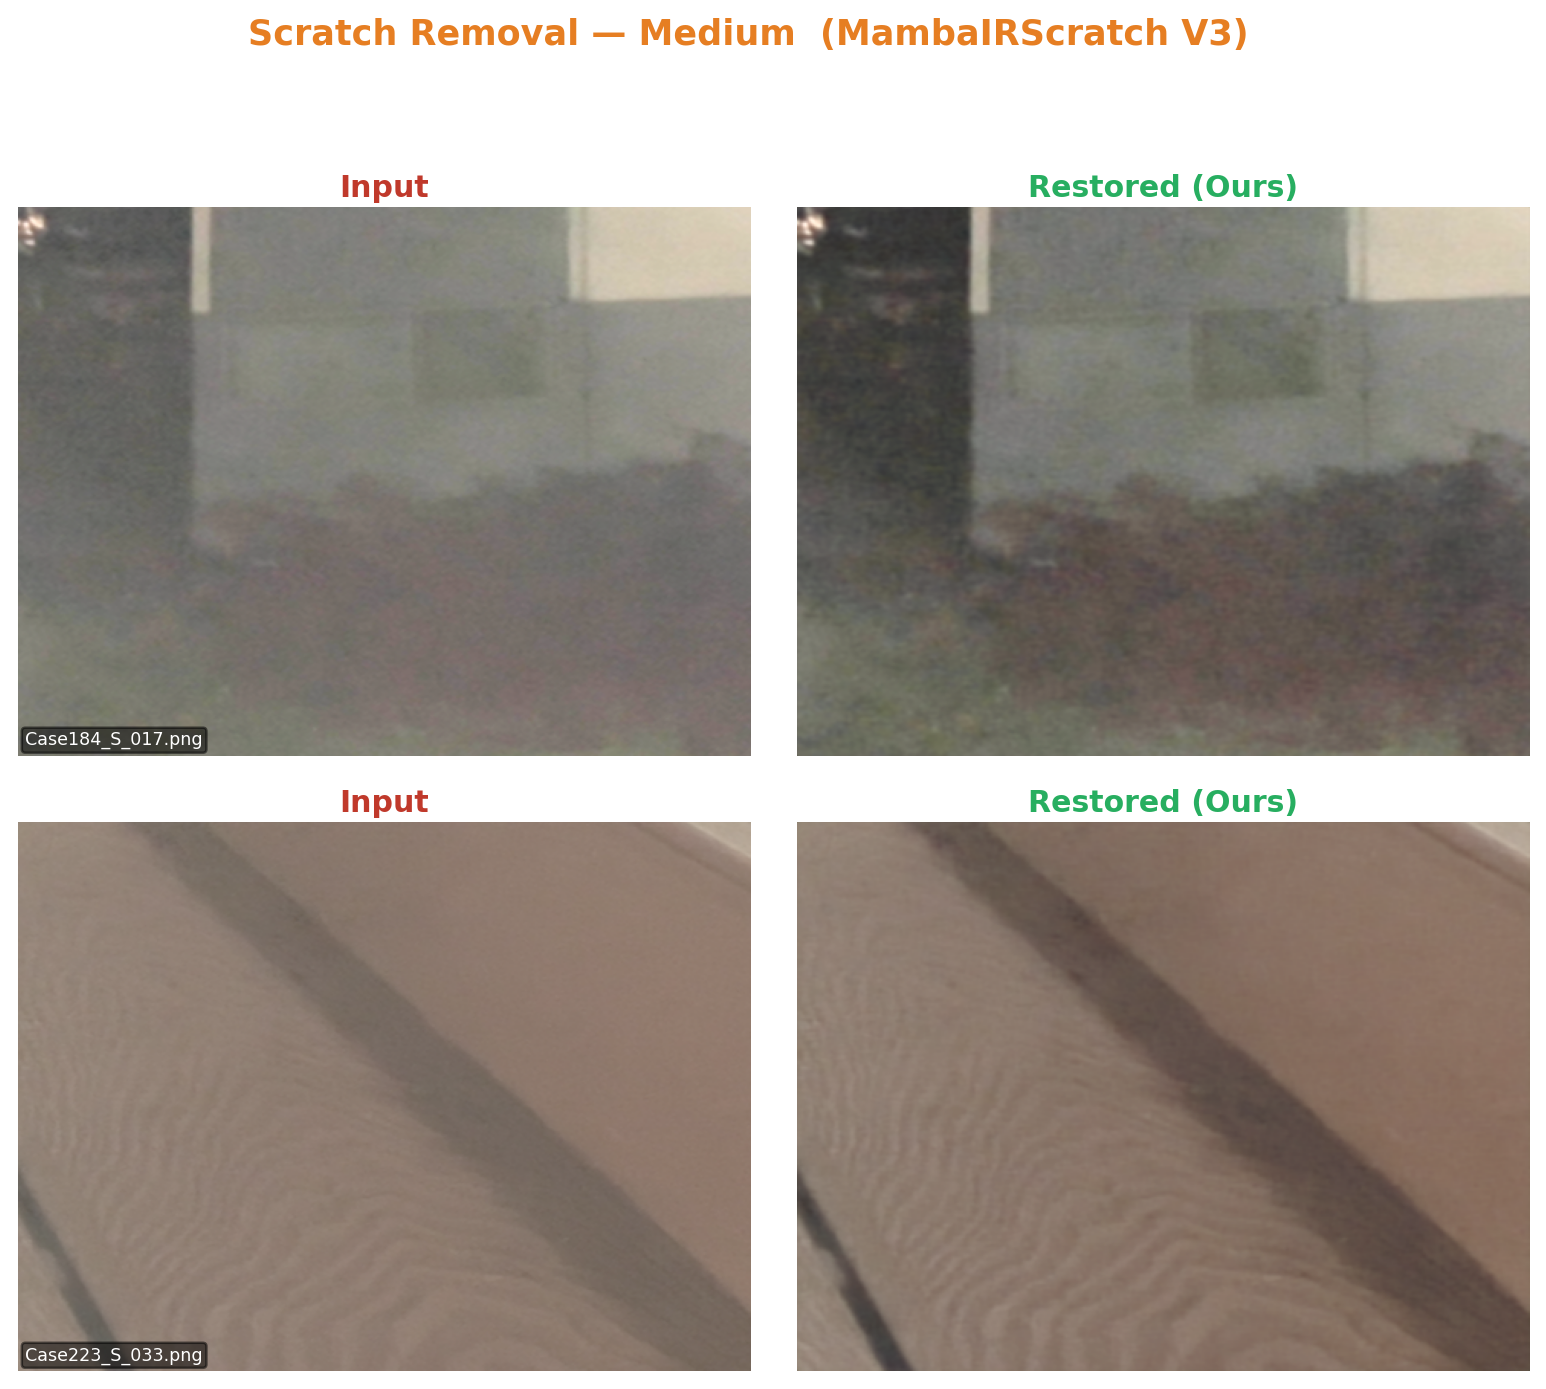 Scratch Removal — Medium  (MambaIRScratch V3)
Input
Restored (Ours)
Case184_S_017.png
Input
Restored (Ours)
Case223_S_033.png